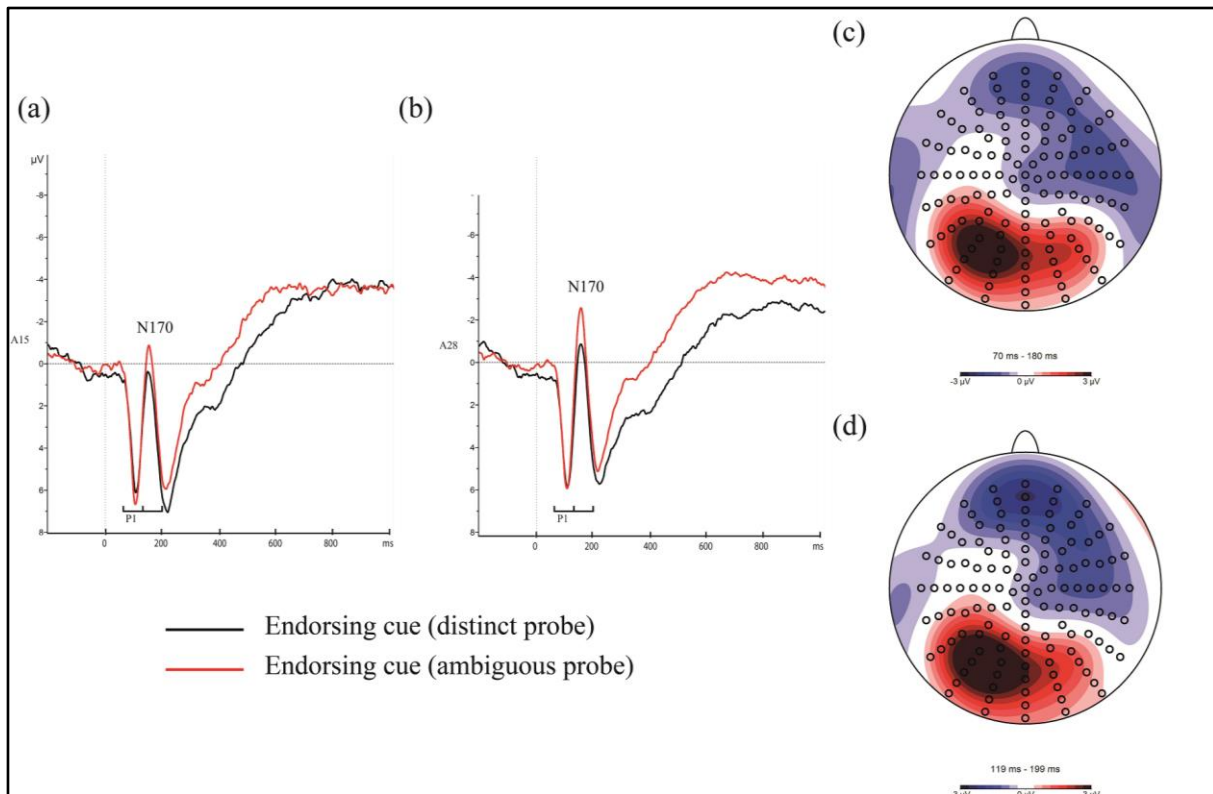 (a)
µV
-8
-6
-4
-2
A15
0
2
4
6
8
N170
P1
0
200
400
600
800
ms
(b)
-8
-6
-4
-2
A28
0
2
4
6
8
N170
P1
0
200
400
600
800
ms
Endorsing cue (distinct probe)
Endorsing cue (ambiguous probe)
(c)
70 ms - 180 ms
-3 µV
0 µV
3 µV
(d)
119 ms - 199 ms